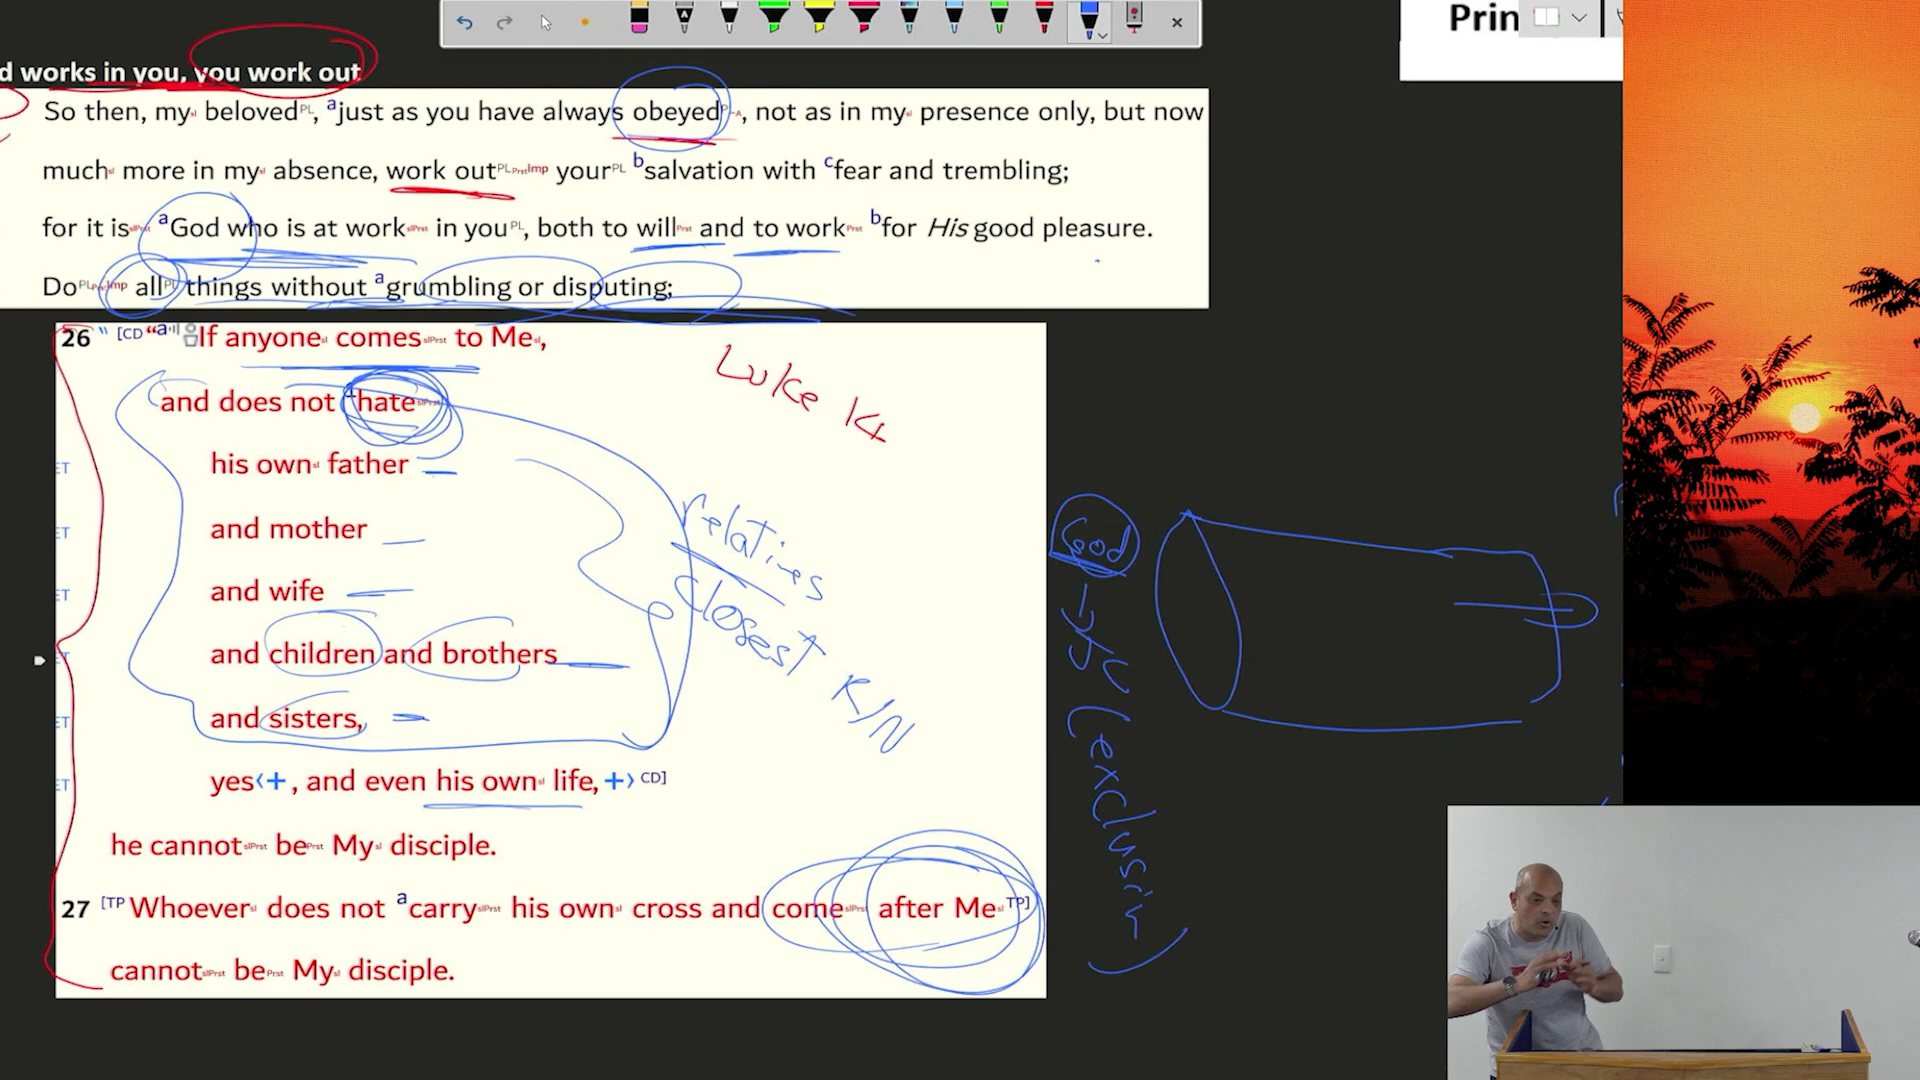 d works in you, you work out
Prin
So then, my beloved, just as you have always obeyed, not as in my presence only, but now
much more in my absence, work out your salvation with fear and trembling;
for it is God who is at work in you, both to will and to work for His good pleasure.
Do all things without grumbling or disputing;
26 "If anyone comes to Me,
and does not hate
his own father
and mother
and wife
and children and brothers
and sisters,
yes‹+, and even his own life, +› CD]
he cannot be My disciple.
27 [TP Whoever does not carry his own cross and come after Me TP]
cannot be My disciple.
Luke 14
relatives
closest
R/N
God